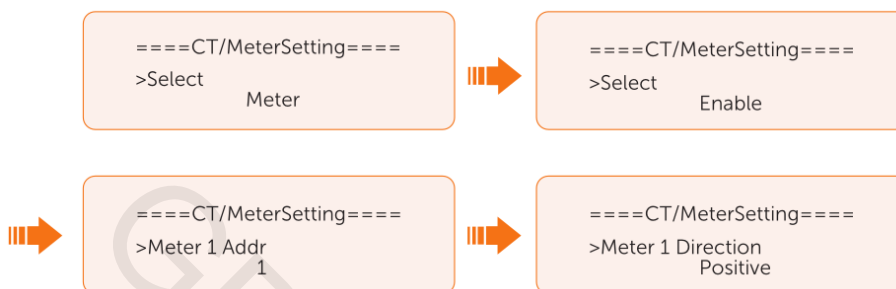 ====CT/MeterSetting====
>Select
Meter
====CT/MeterSetting====
>Select
Enable
====CT/MeterSetting====
>Meter 1 Addr
1
====CT/MeterSetting====
>Meter 1 Direction
Positive